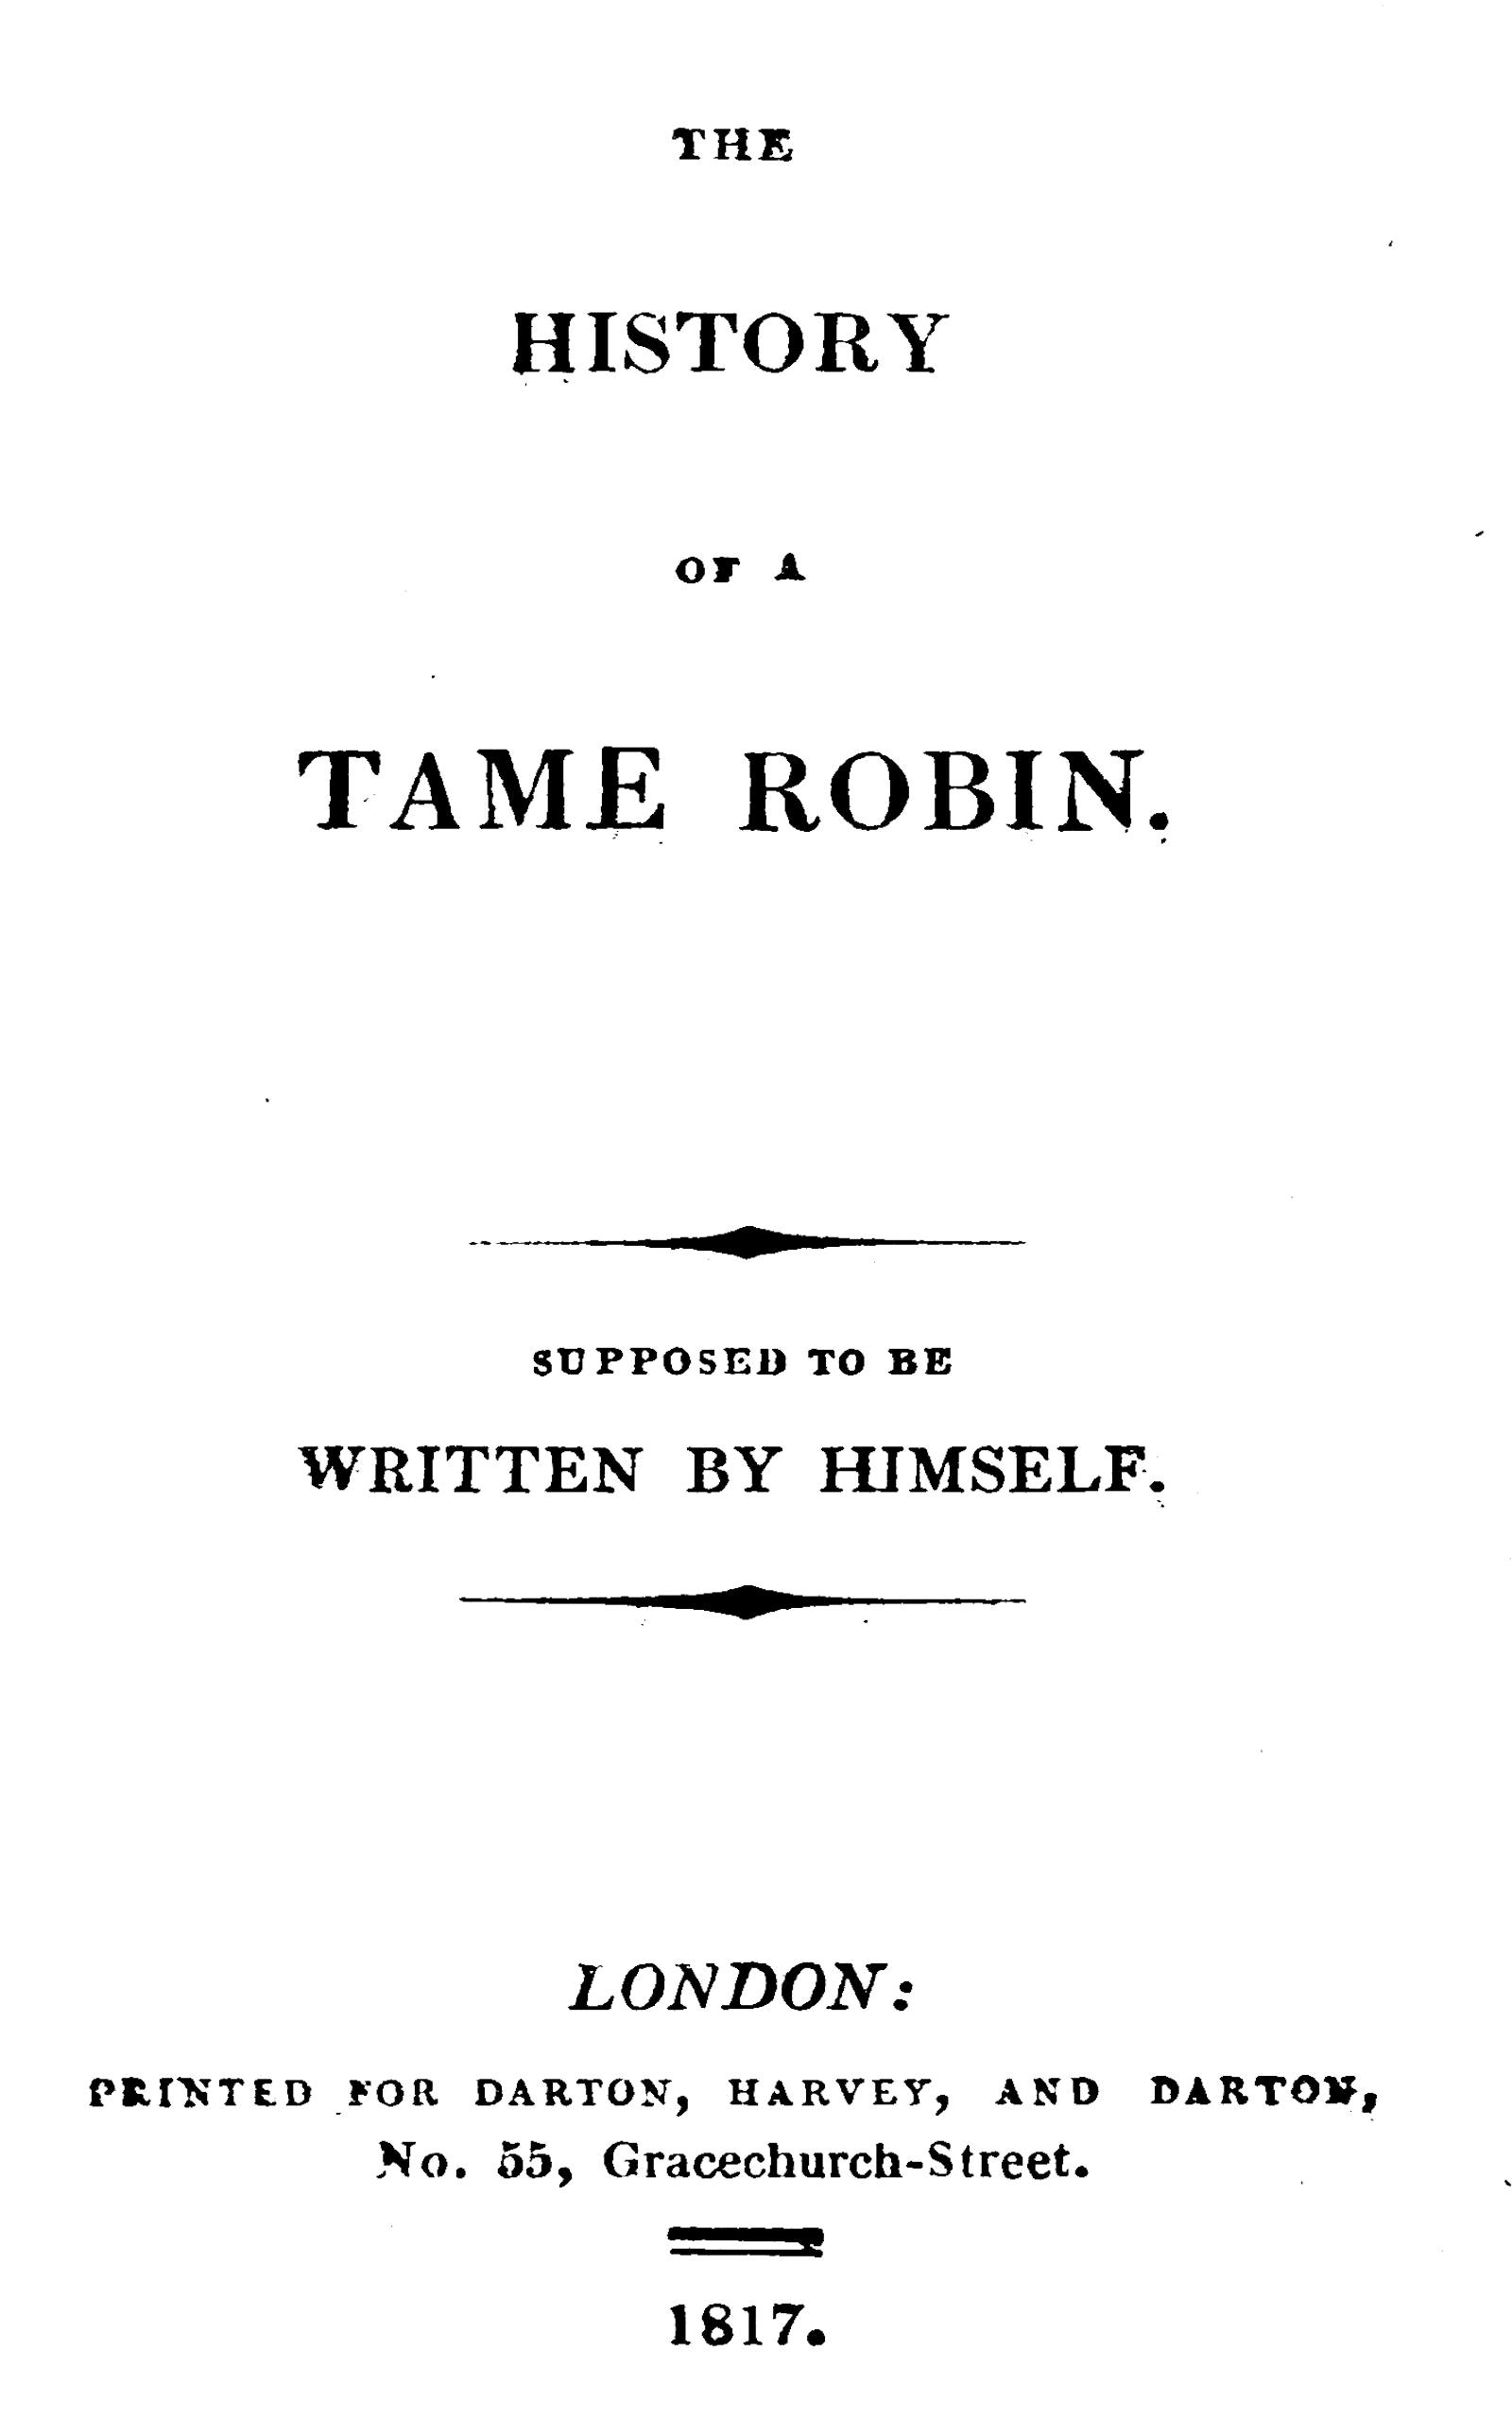 THE
HISTORY
OF A
TAME ROBIN.
SUPPOSED TO BE
WRITTEN BY HIMSELF.
LONDON:
PRINTED FOR DARTON, HARVEY, AND DARTON,
No. 55, Gracechurch-Street.
1817.